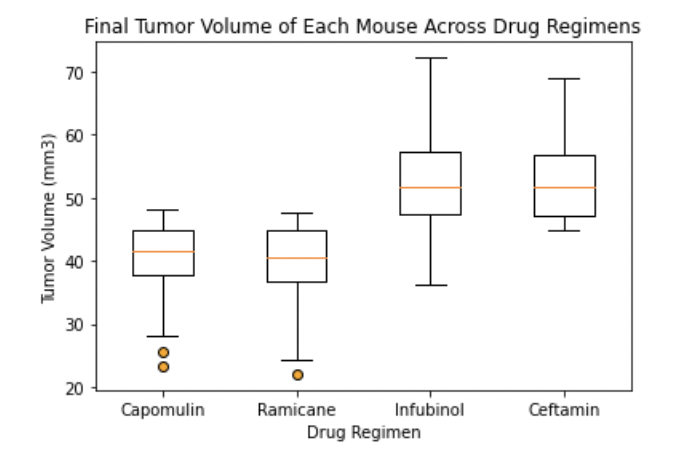 Final Tumor Volume of Each Mouse Across Drug Regimens
Tumor Volume (mm3)
70
60
50
40
30
20
Capomulin Ramicane Infubinol Ceftamin
Drug Regimen